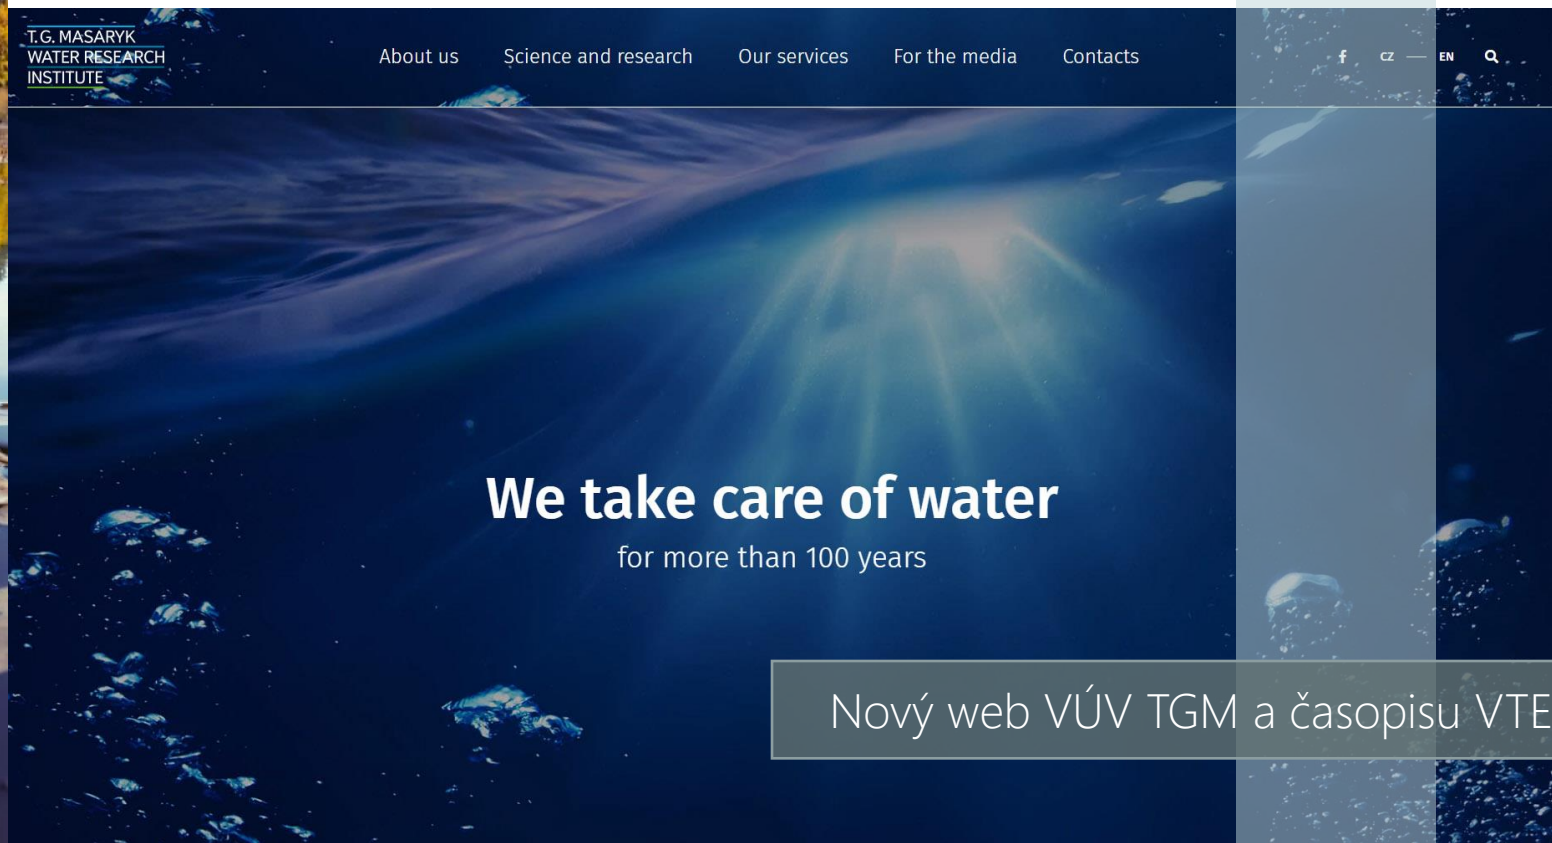 T. G. MASARYK
WATER RESEARCH
INSTITUTE
About us Science and research Our services For the media Contacts
f CZ EN
We take care of water
for more than 100 years
Nový web VÚV TGM a časopisu VTE